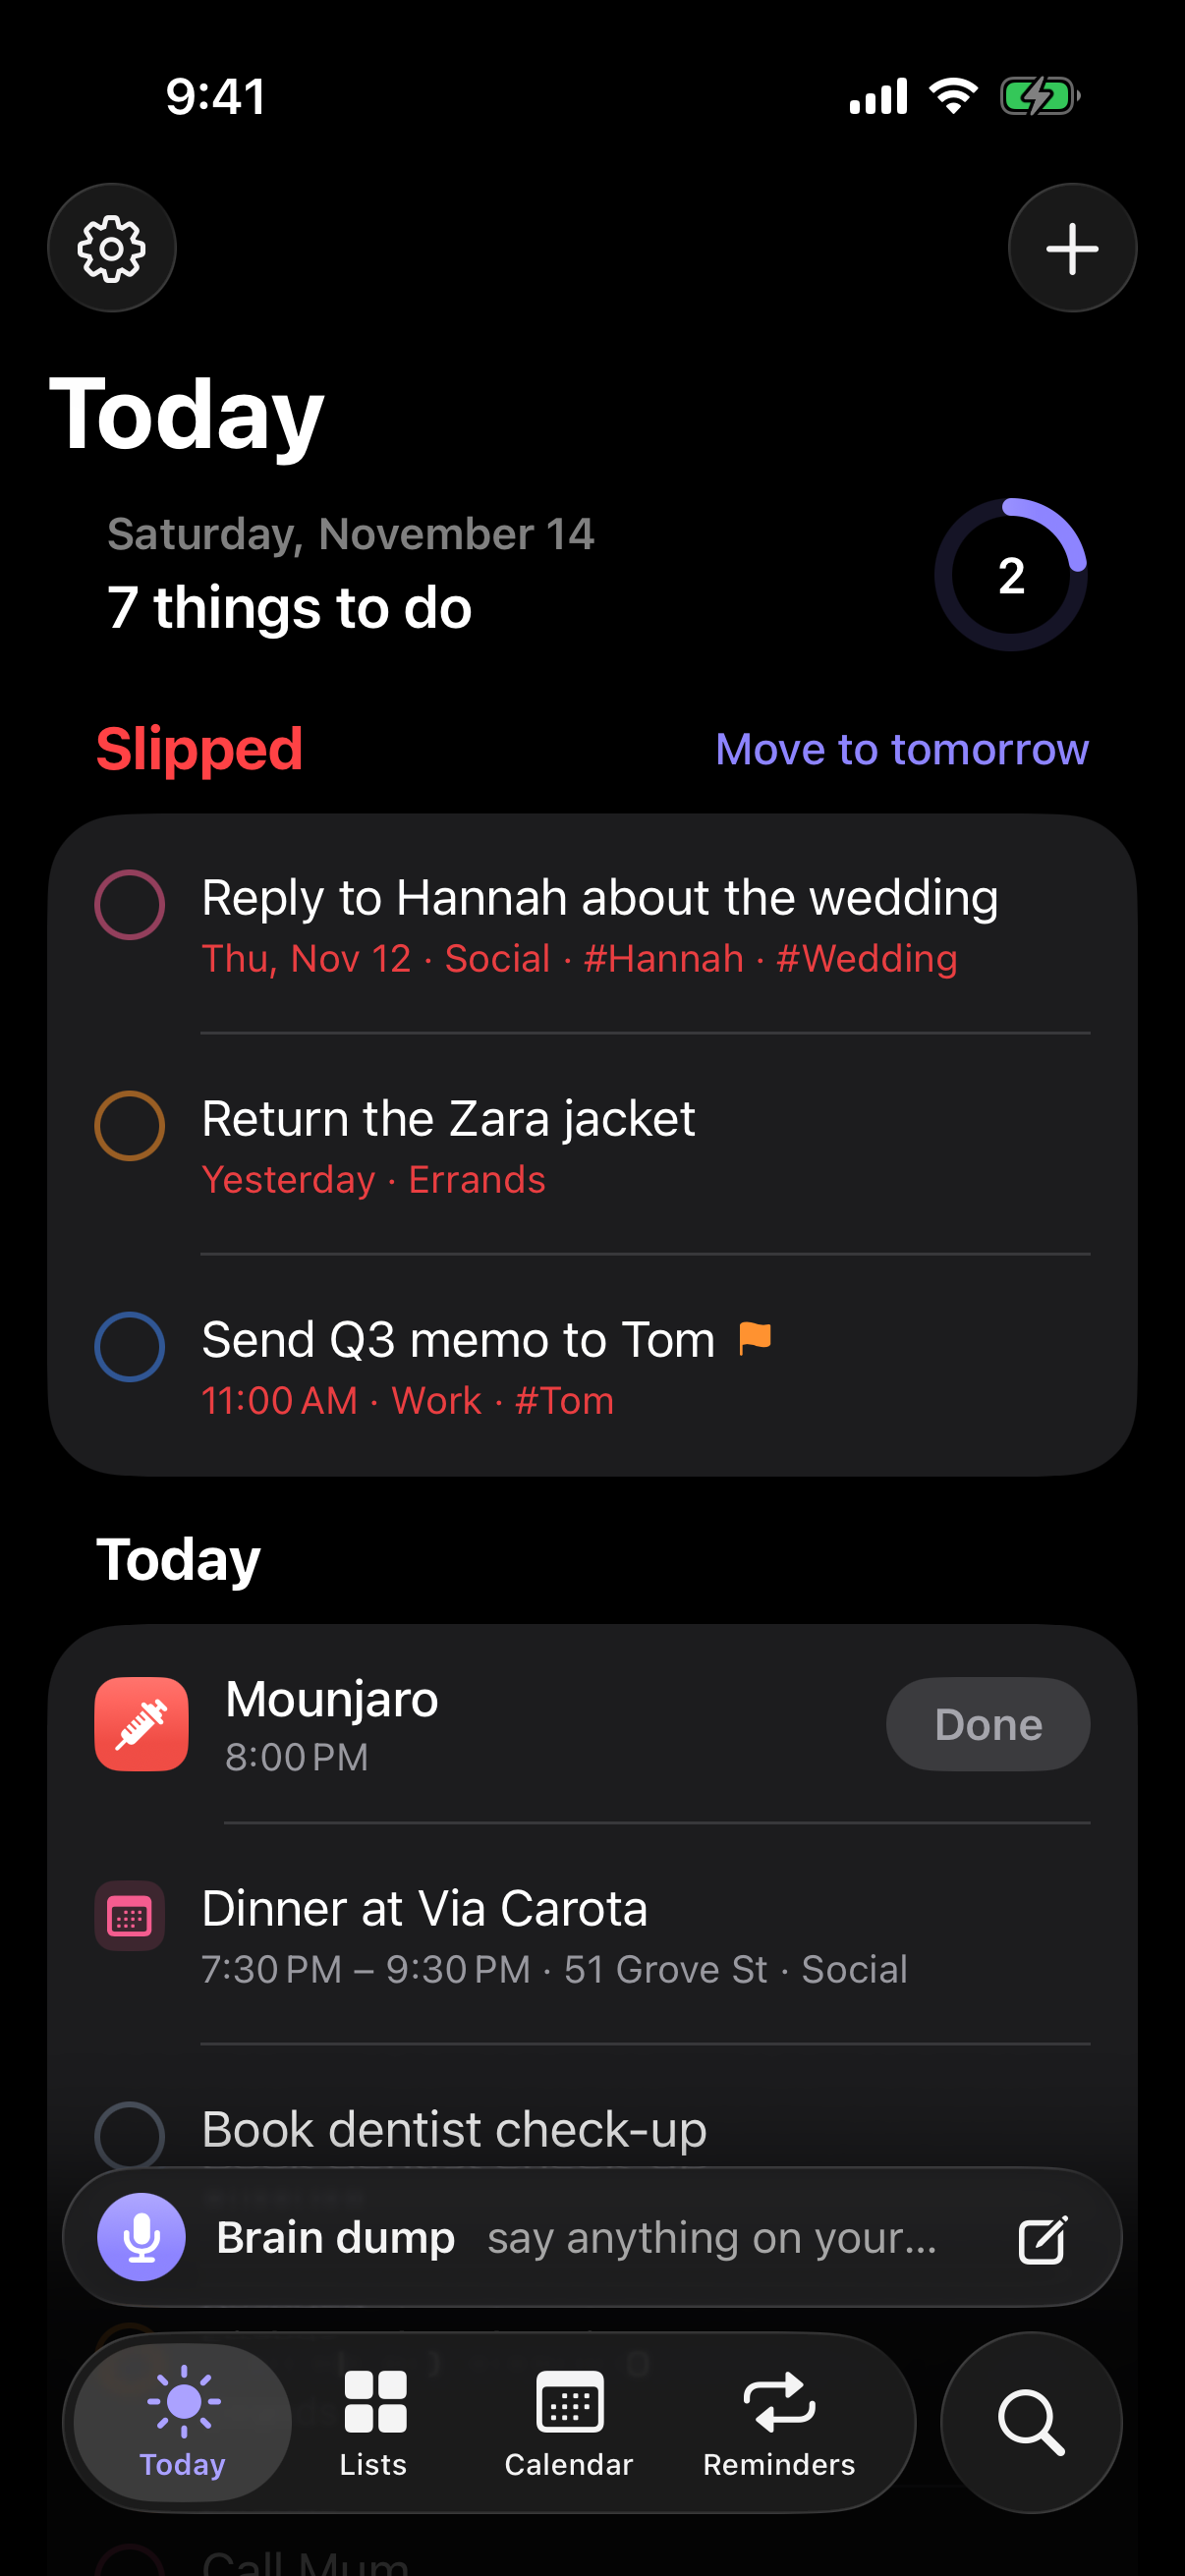 9:41
Today
Saturday, November 14
7 things to do
2
Slipped
Move to tomorrow
Reply to Hannah about the wedding
Thu, Nov 12 · Social · #Hannah · #Wedding
Return the Zara jacket
Yesterday · Errands
Send Q3 memo to Tom
11:00 AM · Work · #Tom
Today
Mounjaro
8:00 PM
Done
Dinner at Via Carota
7:30 PM – 9:30 PM · 51 Grove St · Social
Book dentist check-up
Brain dump say anything on your...
Today
Lists
Calendar
Reminders
Call Mum